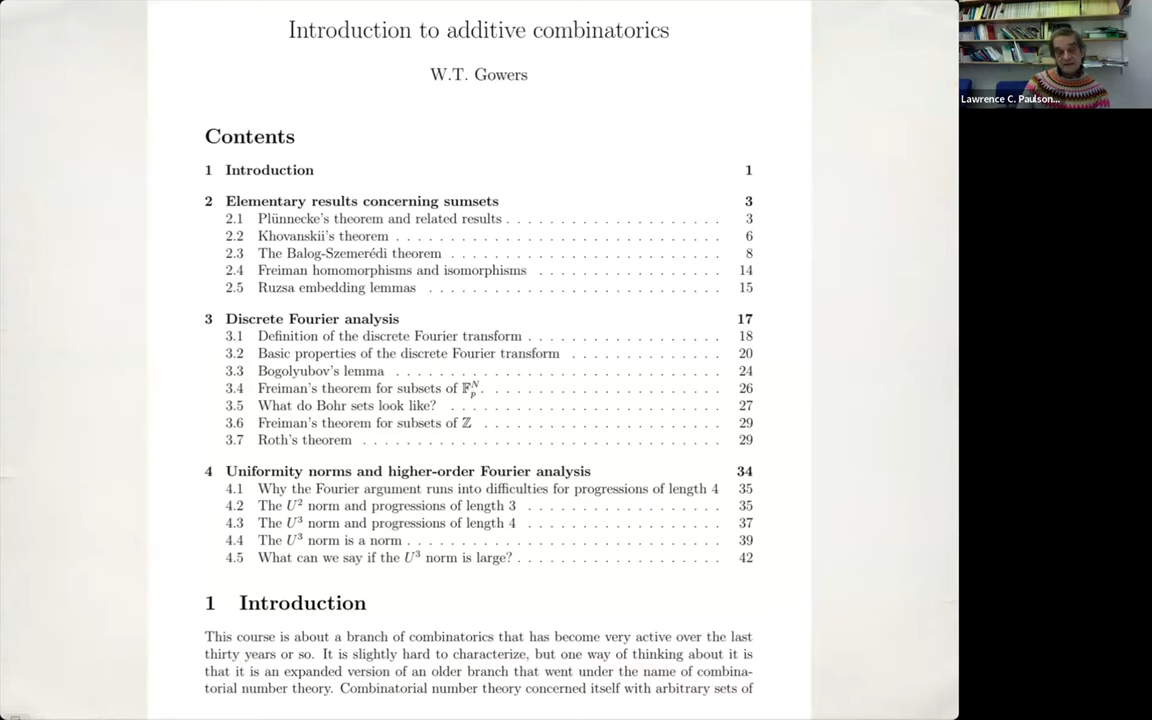 Introduction to additive combinatorics
W.T. Gowers
Contents
1 Introduction 1
2 Elementary results concerning sumsets 3
2.1 Plünnecke's theorem and related results . . . . . . . . . . . . . . . . . . . 3
2.2 Khovanskii's theorem . . . . . . . . . . . . . . . . . . . . . . . . . . . . 6
2.3 The Balog-Szemerédi theorem . . . . . . . . . . . . . . . . . . . . . . . 8
2.4 Freiman homomorphisms and isomorphisms . . . . . . . . . . . . . . . . 14
2.5 Ruzsa embedding lemmas . . . . . . . . . . . . . . . . . . . . . . . . . 15
3 Discrete Fourier analysis 17
3.1 Definition of the discrete Fourier transform . . . . . . . . . . . . . . . . . 18
3.2 Basic properties of the discrete Fourier transform . . . . . . . . . . . . . 20
3.3 Bogolyubov's lemma . . . . . . . . . . . . . . . . . . . . . . . . . . . . 24
3.4 Freiman's theorem for subsets of 𝔽ₚᴺ . . . . . . . . . . . . . . . . . . . . 26
3.5 What do Bohr sets look like? . . . . . . . . . . . . . . . . . . . . . . . 27
3.6 Freiman's theorem for subsets of ℤ . . . . . . . . . . . . . . . . . . . . 29
3.7 Roth's theorem . . . . . . . . . . . . . . . . . . . . . . . . . . . . . . 29
4 Uniformity norms and higher-order Fourier analysis 34
4.1 Why the Fourier argument runs into difficulties for progressions of length 4 35
4.2 The U² norm and progressions of length 3 . . . . . . . . . . . . . . . . . 35
4.3 The U³ norm and progressions of length 4 . . . . . . . . . . . . . . . . . 37
4.4 The U³ norm is a norm . . . . . . . . . . . . . . . . . . . . . . . . . . . 39
4.5 What can we say if the U³ norm is large? . . . . . . . . . . . . . . . . . . 42
1 Introduction
This course is about a branch of combinatorics that has become very active over the last
thirty years or so. It is slightly hard to characterize, but one way of thinking about it is
that it is an expanded version of an older branch that went under the name of combina-
torial number theory. Combinatorial number theory concerned itself with arbitrary sets of
Lawrence C. Paulson...